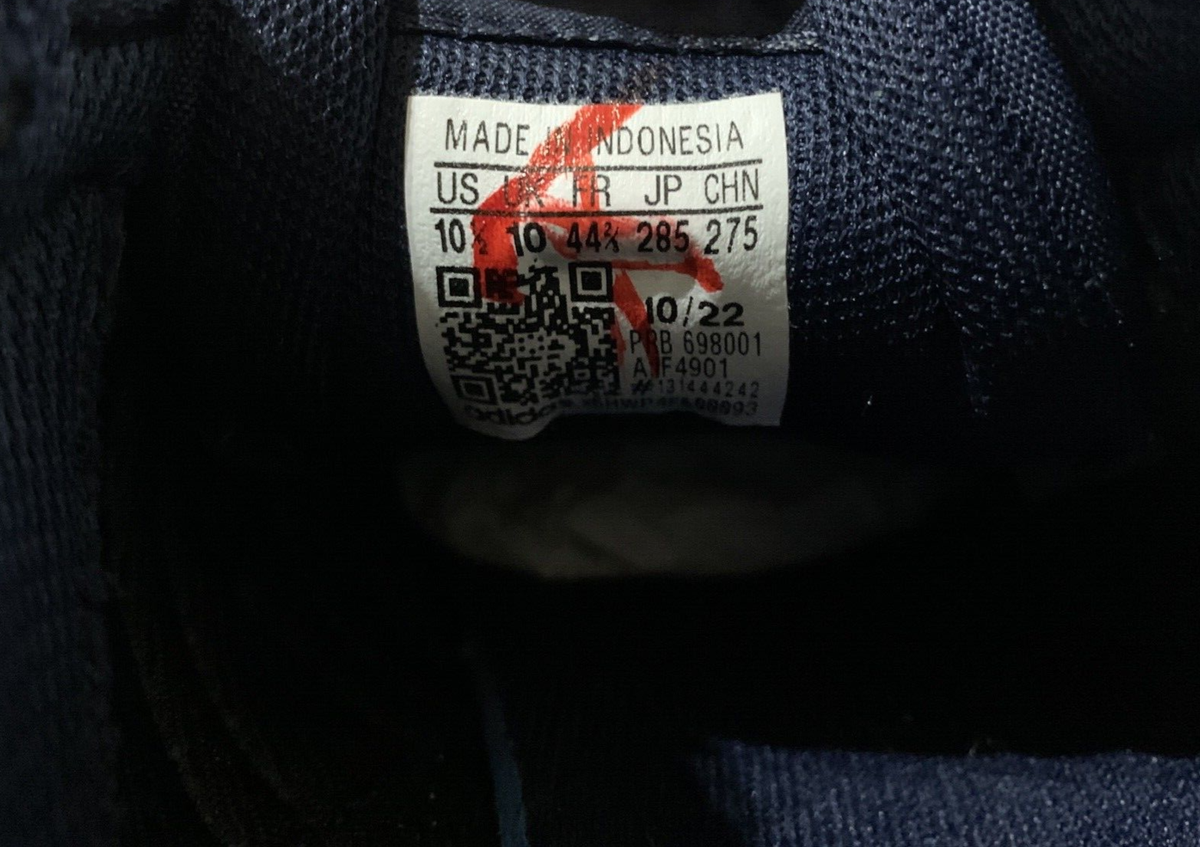 MADE IN INDONESIA
US UK FR JP CHN
10½ 10 44⅔ 285 275
10/22
PRB 698001
#131444242
adidas